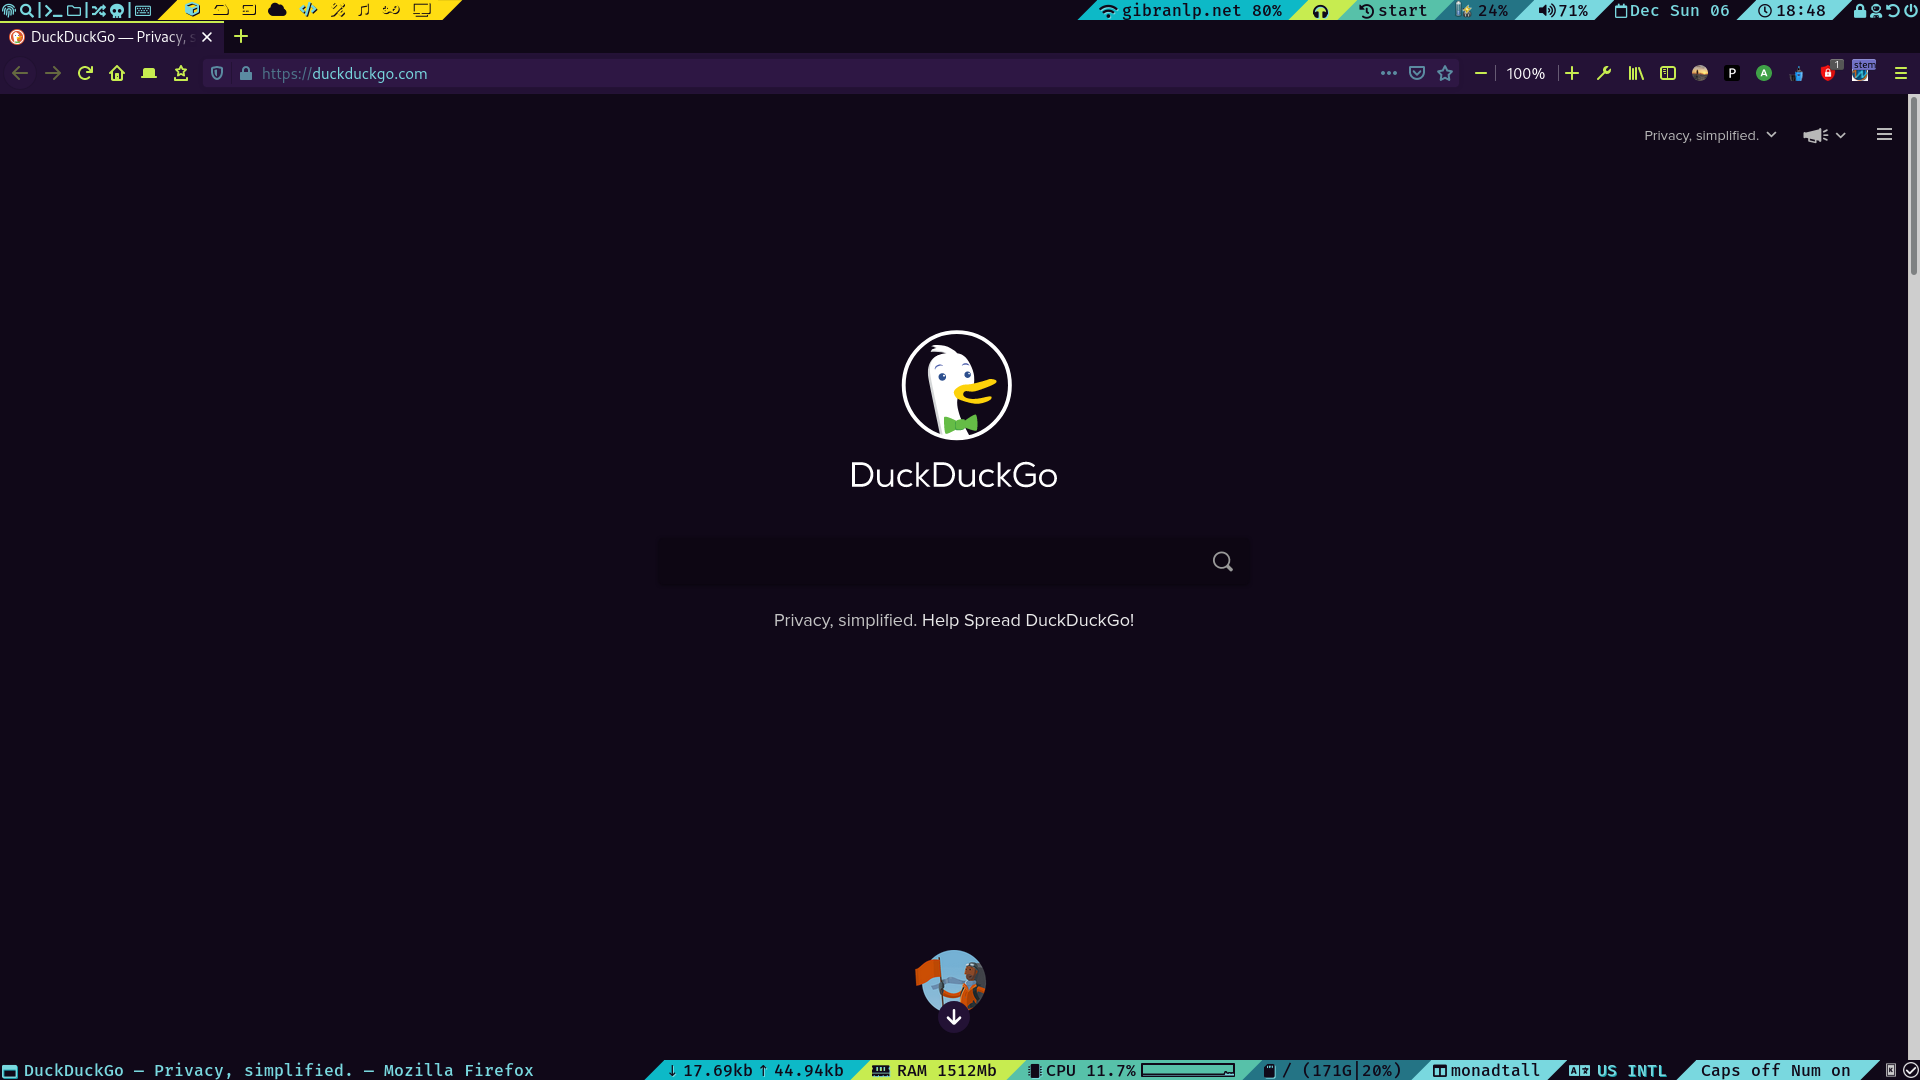 gibranlp.net 80%
start
24%
71%
Dec Sun 06
18:48
DuckDuckGo — Privacy, s
https://duckduckgo.com
100%
P
A
1
stem
Privacy, simplified.
DuckDuckGo
Privacy, simplified. Help Spread DuckDuckGo!
DuckDuckGo — Privacy, simplified. — Mozilla Firefox
↓ 17.69kb ↑ 44.94kb
RAM 1512Mb
CPU 11.7%
/ (171G|20%)
monadtall
US INTL
Caps off Num on